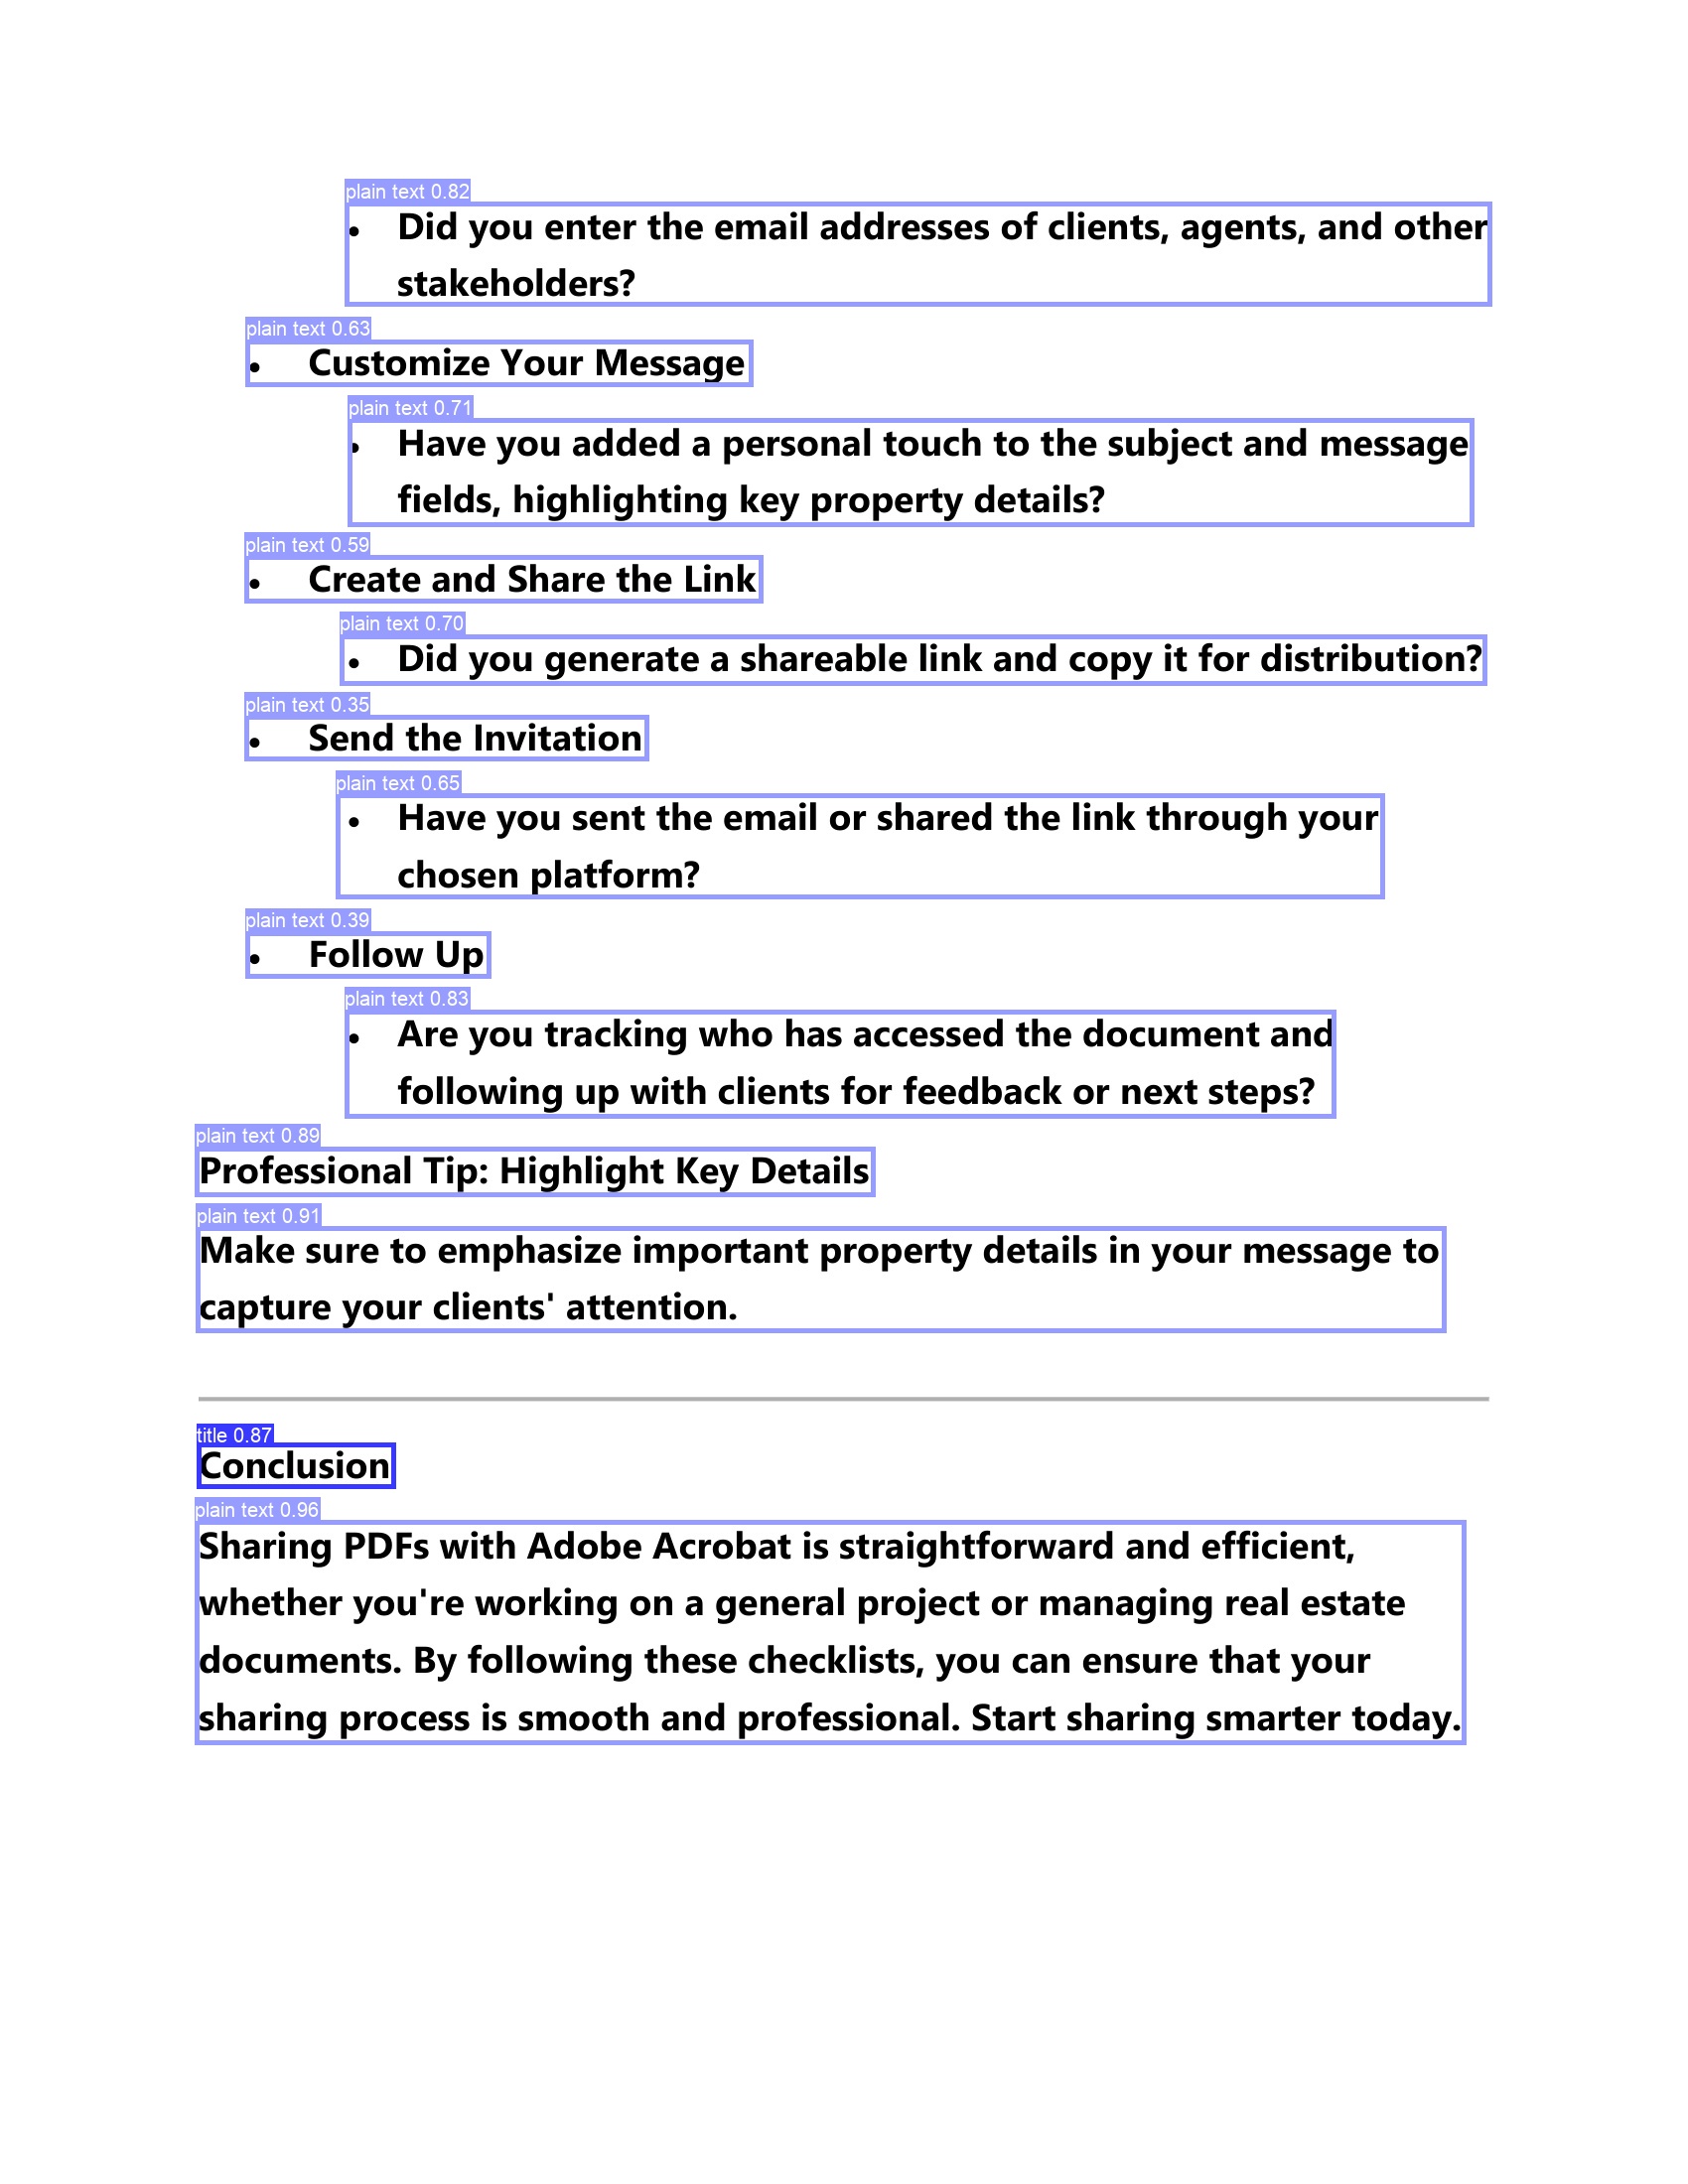 plain text 0.82
• Did you enter the email addresses of clients, agents, and other
stakeholders?
plain text 0.63
• Customize Your Message
plain text 0.71
• Have you added a personal touch to the subject and message
fields, highlighting key property details?
plain text 0.59
• Create and Share the Link
plain text 0.70
• Did you generate a shareable link and copy it for distribution?
plain text 0.35
• Send the Invitation
plain text 0.65
• Have you sent the email or shared the link through your
chosen platform?
plain text 0.39
• Follow Up
plain text 0.83
• Are you tracking who has accessed the document and
following up with clients for feedback or next steps?
plain text 0.89
Professional Tip: Highlight Key Details
plain text 0.91
Make sure to emphasize important property details in your message to
capture your clients' attention.
title 0.87
Conclusion
plain text 0.96
Sharing PDFs with Adobe Acrobat is straightforward and efficient,
whether you're working on a general project or managing real estate
documents. By following these checklists, you can ensure that your
sharing process is smooth and professional. Start sharing smarter today.